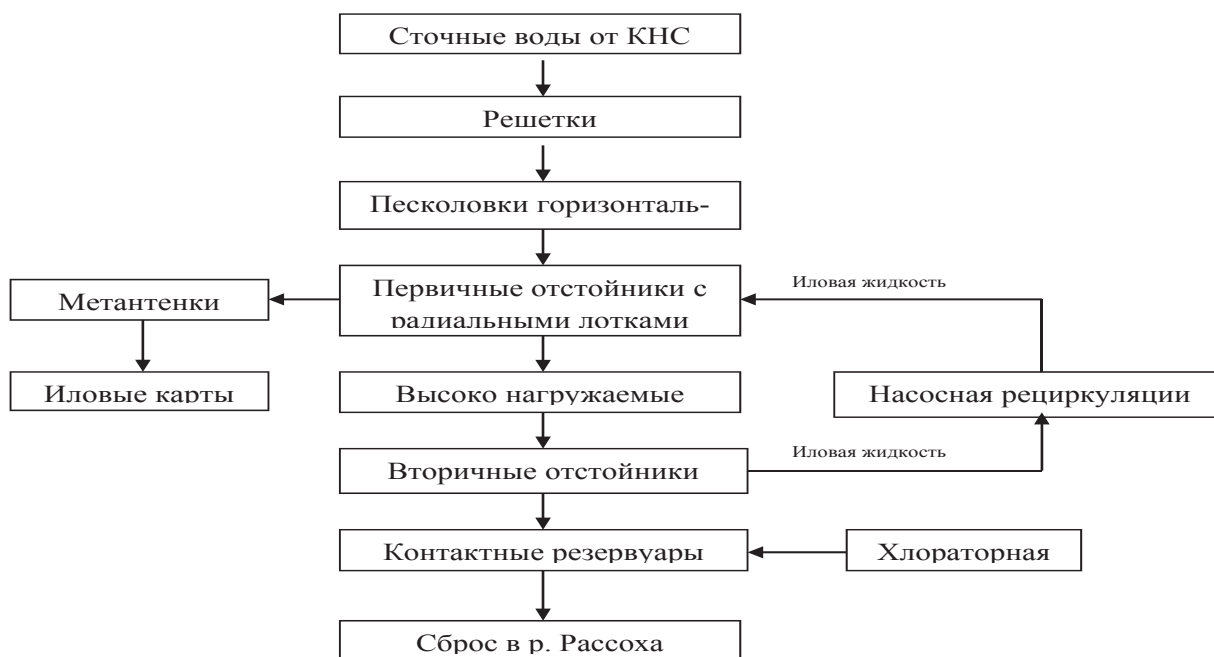 Сточные воды от КНС
Решетки
Песколовки горизонталь-
Первичные отстойники с
радиальными лотками
Иловая жидкость
Метантенки
Иловые карты
Высоко нагружаемые
Насосная рециркуляции
Вторичные отстойники
Иловая жидкость
Контактные резервуары
Хлораторная
Сброс в р. Рассоха